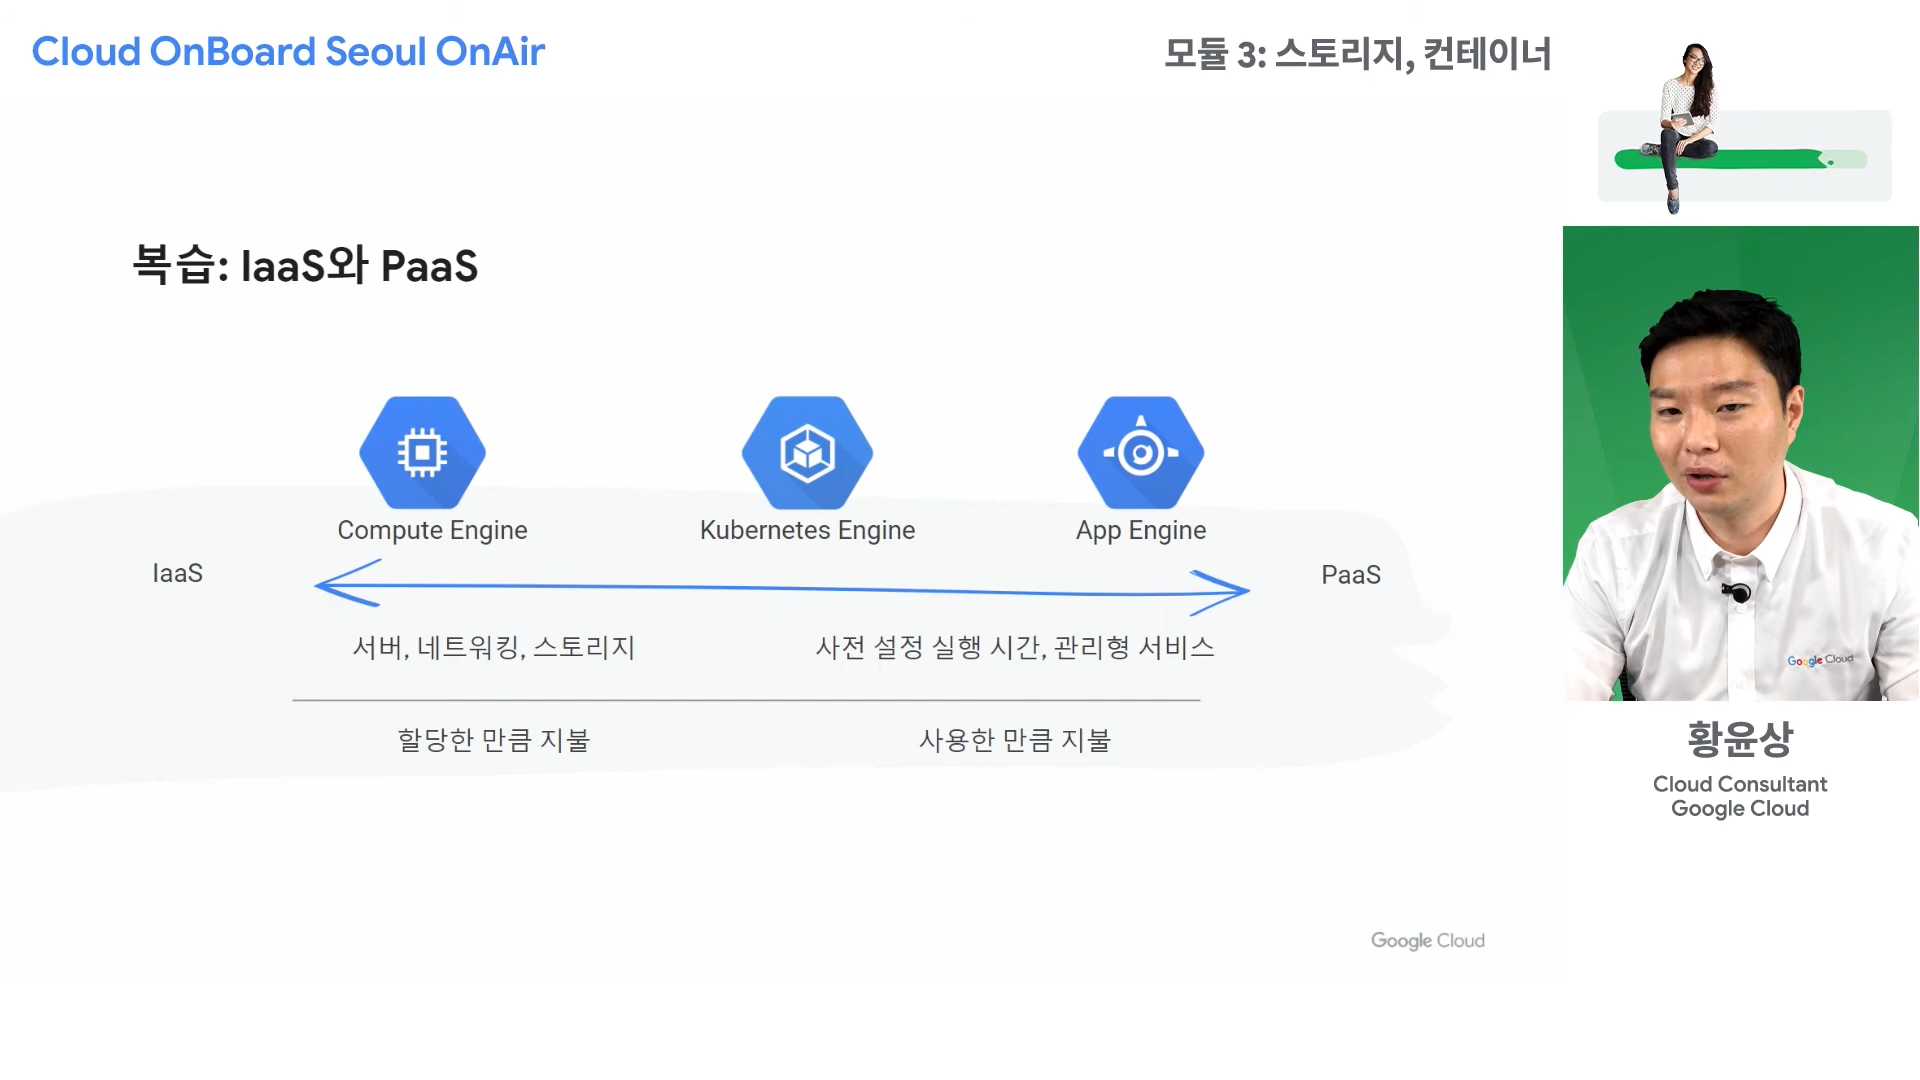 Cloud OnBoard Seoul OnAir
모듈 3: 스토리지, 컨테이너
복습: IaaS와 PaaS
Compute Engine
Kubernetes Engine
App Engine
IaaS
PaaS
서버, 네트워킹, 스토리지
사전 설정 실행 시간, 관리형 서비스
할당한 만큼 지불
사용한 만큼 지불
Google Cloud
Google Cloud
황윤상
Cloud Consultant
Google Cloud